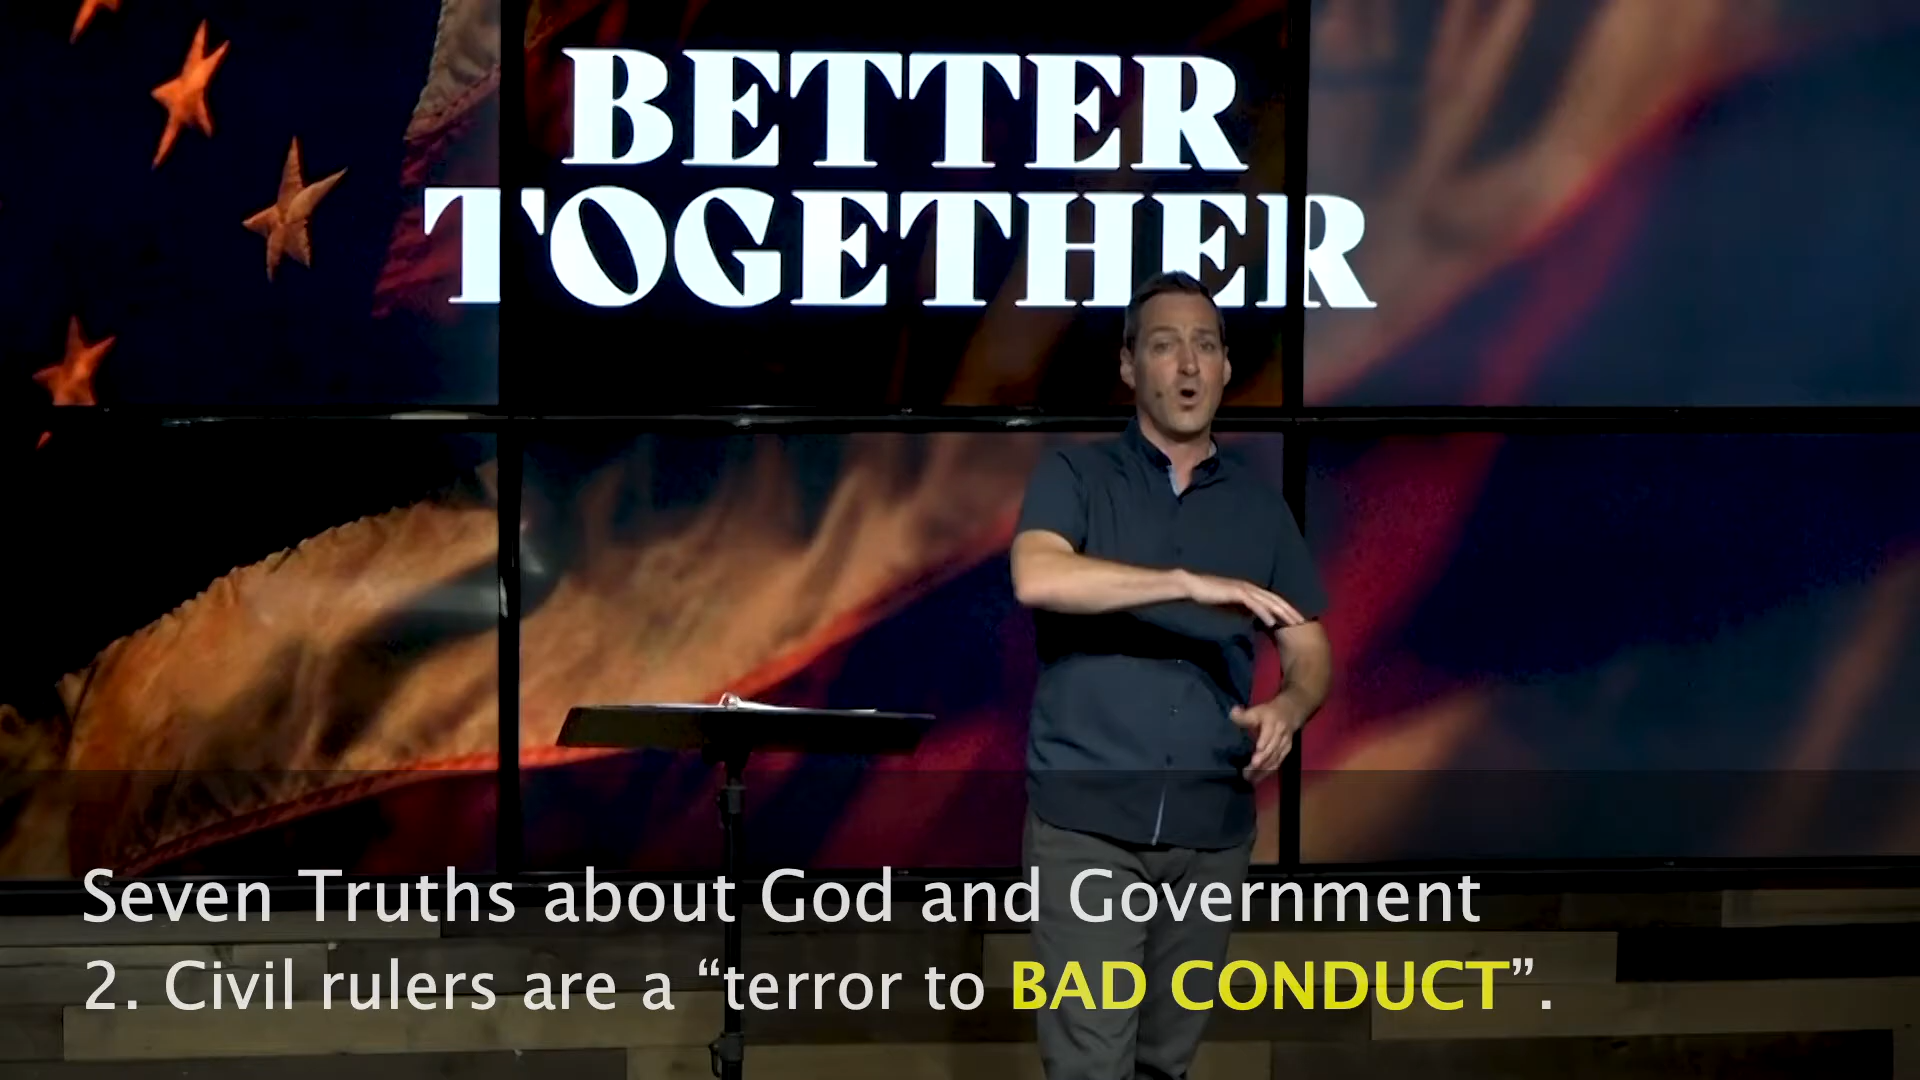 BETTER
TOGETHER
Seven Truths about God and Government
2. Civil rulers are a “terror to BAD CONDUCT”.